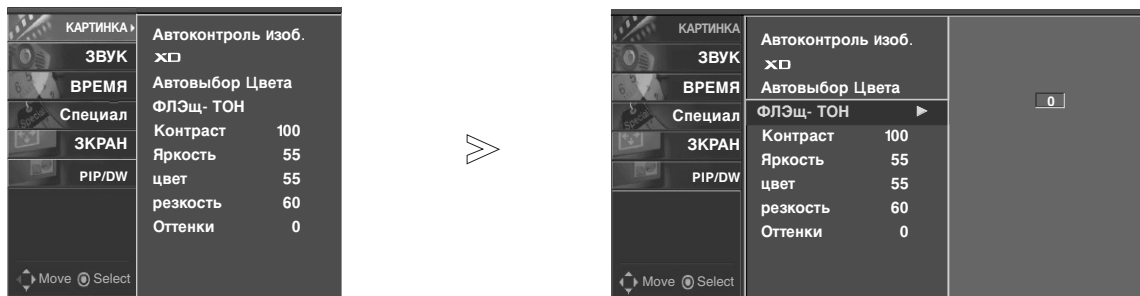 КАРТИНКА
ЗВУК
ВРЕМЯ
Специал
ЗКРАН
PIP/DW
Move Select
Автоконтроль изоб.
XD
Автовыбор Цвета
ФЛЭщ- ТОН
Контраст 100
Яркость 55
цвет 55
резкость 60
Оттенки 0
КАРТИНКА
ЗВУК
ВРЕМЯ
Специал
ЗКРАН
PIP/DW
Move Select
Автоконтроль изоб.
XD
Автовыбор Цвета
ФЛЭщ- ТОН
Контраст 100
Яркость 55
цвет 55
резкость 60
Оттенки 0
0